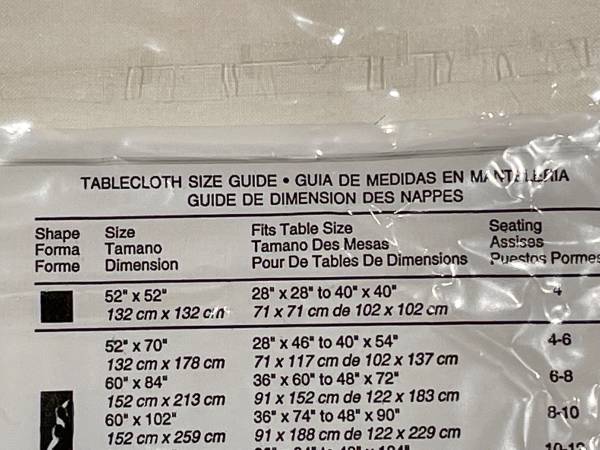 TABLECLOTH SIZE GUIDE • GUIA DE MEDIDAS EN MANTELERIA
GUIDE DE DIMENSION DES NAPPES
Shape Size Fits Table Size Seating
Forma Tamano Tamano Des Mesas Assises
Forme Dimension Pour De Tables De Dimensions Puestos Pormes
52" x 52" 28" x 28" to 40" x 40" 4
132 cm x 132 cm 71 x 71 cm de 102 x 102 cm
52" x 70" 28" x 46" to 40" x 54" 4-6
132 cm x 178 cm 71 x 117 cm de 102 x 137 cm
60" x 84" 36" x 60" to 48" x 72" 6-8
152 cm x 213 cm 91 x 152 cm de 122 x 183 cm
60" x 102" 36" x 74" to 48" x 90" 8-10
152 cm x 259 cm 91 x 188 cm de 122 x 229 cm